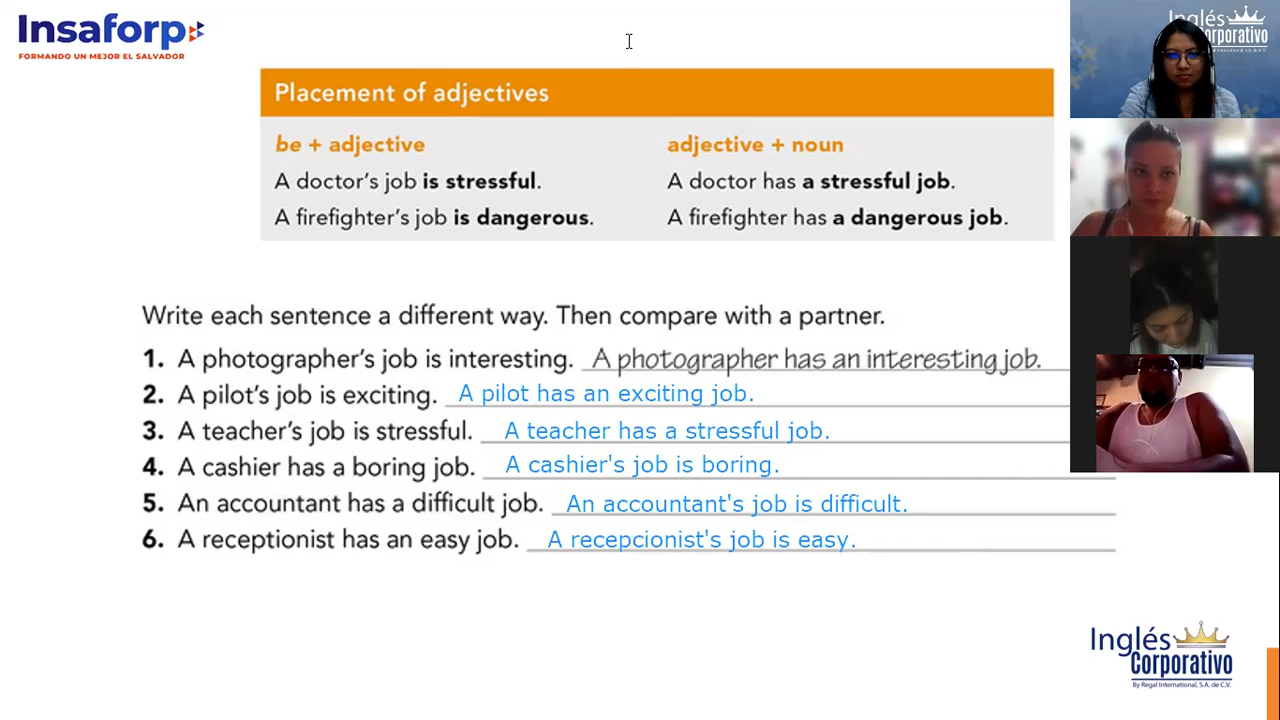 Insaforp
FORMANDO UN MEJOR EL SALVADOR
Inglés
Corporativo
Placement of adjectives
be + adjective
A doctor's job is stressful.
A firefighter's job is dangerous.
adjective + noun
A doctor has a stressful job.
A firefighter has a dangerous job.
Write each sentence a different way. Then compare with a partner.
1. A photographer's job is interesting. A photographer has an interesting job.
2. A pilot's job is exciting. A pilot has an exciting job.
3. A teacher's job is stressful. A teacher has a stressful job.
4. A cashier has a boring job. A cashier's job is boring.
5. An accountant has a difficult job. An accountant's job is difficult.
6. A receptionist has an easy job. A recepcionist's job is easy.
Inglés
Corporativo
By Regal International, S.A. de C.V.